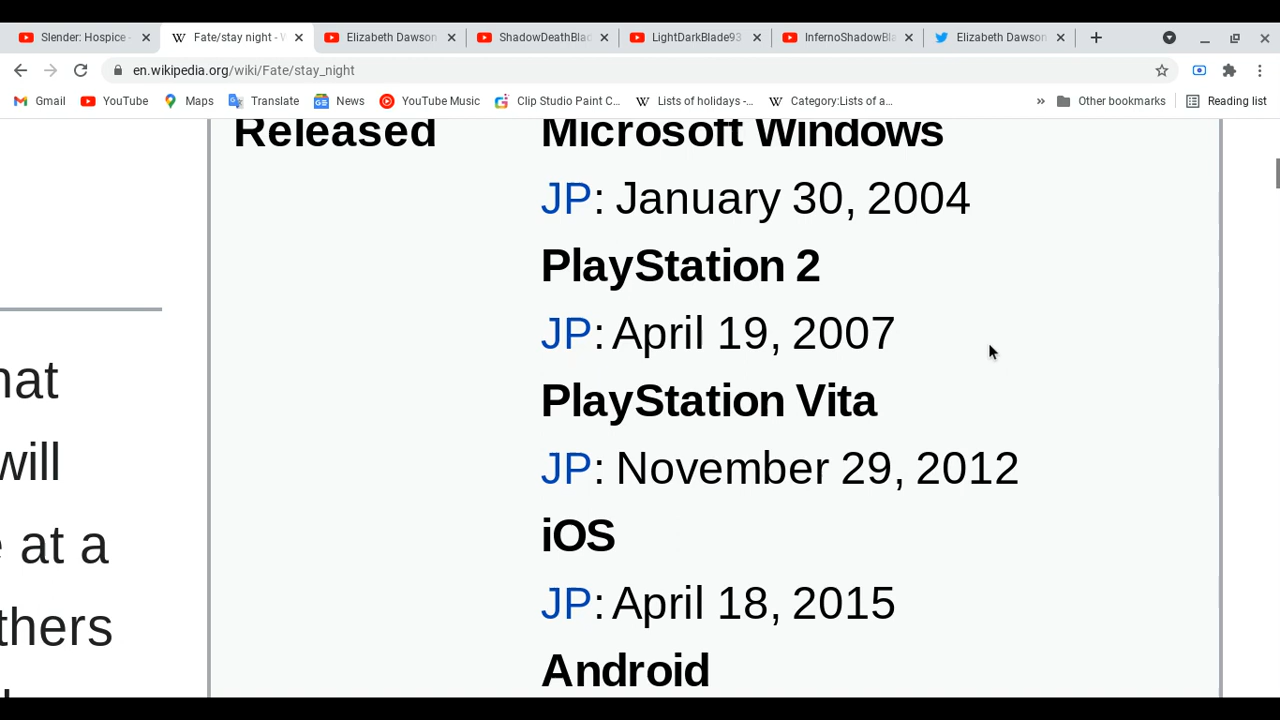 Slender: Hospice -
Fate/stay night - W
Elizabeth Dawson
ShadowDeathBlad
LightDarkBlade93
InfernoShadowBla
Elizabeth Dawson
en.wikipedia.org/wiki/Fate/stay_night
Gmail
YouTube
Maps
Translate
News
YouTube Music
Clip Studio Paint C...
Lists of holidays -...
Category:Lists of a...
» Other bookmarks
Reading list
Released
Microsoft Windows
JP: January 30, 2004
PlayStation 2
JP: April 19, 2007
PlayStation Vita
JP: November 29, 2012
iOS
JP: April 18, 2015
Android
hat
will
e at a
thers